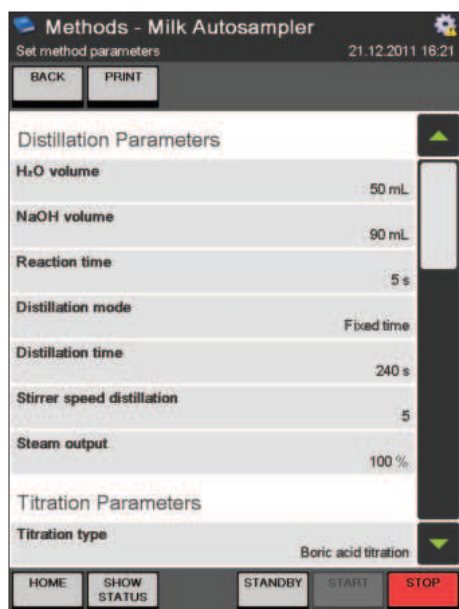 Methods - Milk Autosampler
Set method parameters 21.12.2011 16:21
BACK PRINT
Distillation Parameters
H₂O volume
50 mL
NaOH volume
90 mL
Reaction time
5 s
Distillation mode
Fixed time
Distillation time
240 s
Stirrer speed distillation
5
Steam output
100 %
Titration Parameters
Titration type
Boric acid titration
HOME SHOW STATUS STANDBY START STOP